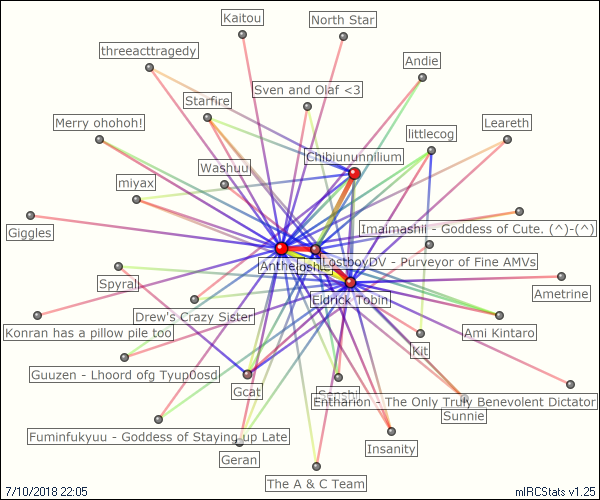 Kaitou
North Star
threeacttragedy
Andie
Sven and Olaf <3
Starfire
Merry ohohoh!
littlecog
Leareth
Chibiununnilium
Washuu
miyax
Giggles
Imaimashii - Goddess of Cute. (^)-(^)
LostboyDV - Purveyor of Fine AMVs
Spyral
Eldrick Tobin
Ametrine
Drew's Crazy Sister
Konran has a pillow pile too
Ami Kintaro
Kit
Guuzen - Lhoord ofg Tyup0osd
Gcat
Senshi
Entharion - The Only Truly Benevolent Dictator
Sunnie
Fuminfukyuu - Goddess of Staying up Late
Insanity
Geran
The A & C Team
7/10/2018 22:05
mIRCStats v1.25